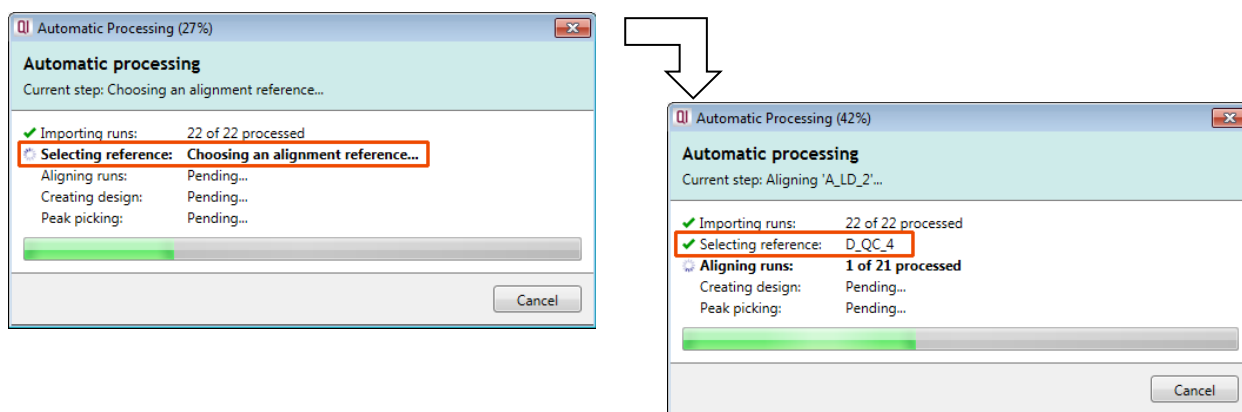 QI Automatic Processing (27%)
Automatic processing
Current step: Choosing an alignment reference...
Importing runs: 22 of 22 processed
Selecting reference: Choosing an alignment reference...
Aligning runs: Pending...
Creating design: Pending...
Peak picking: Pending...
Cancel
QI Automatic Processing (42%)
Automatic processing
Current step: Aligning 'A_LD_2'...
Importing runs: 22 of 22 processed
Selecting reference: D_QC_4
Aligning runs: 1 of 21 processed
Creating design: Pending...
Peak picking: Pending...
Cancel